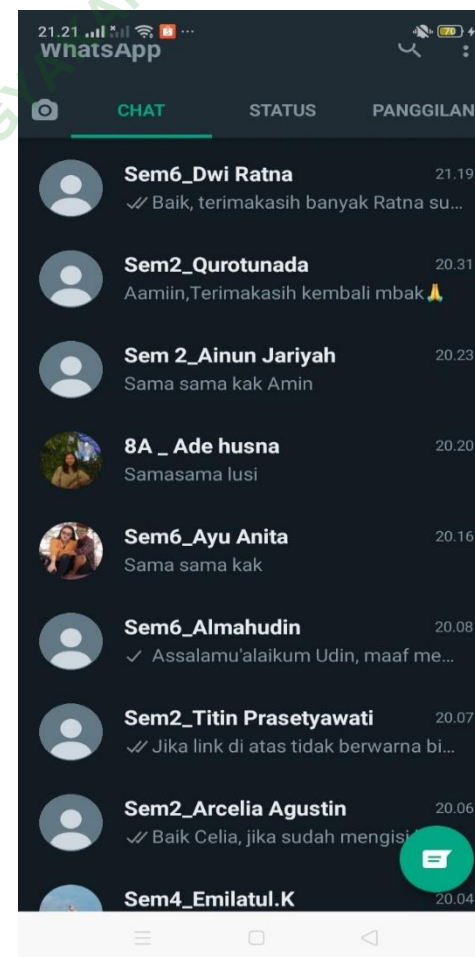 21.21
70
WhatsApp
CHAT STATUS PANGGILAN
Sem6_Dwi Ratna 21.19
Baik, terimakasih banyak Ratna su...
Sem2_Qurotunada 20.31
Aamiin,Terimakasih kembali mbak🙏
Sem 2_Ainun Jariyah 20.23
Sama sama kak Amin
8A _ Ade husna 20.20
Samasama lusi
Sem6_Ayu Anita 20.16
Sama sama kak
Sem6_Almahudin 20.08
Assalamu'alaikum Udin, maaf me...
Sem2_Titin Prasetyawati 20.07
Jika link di atas tidak berwarna bi...
Sem2_Arcelia Agustin 20.06
Baik Celia, jika sudah mengisi
Sem4_Emilatul.K 20.04